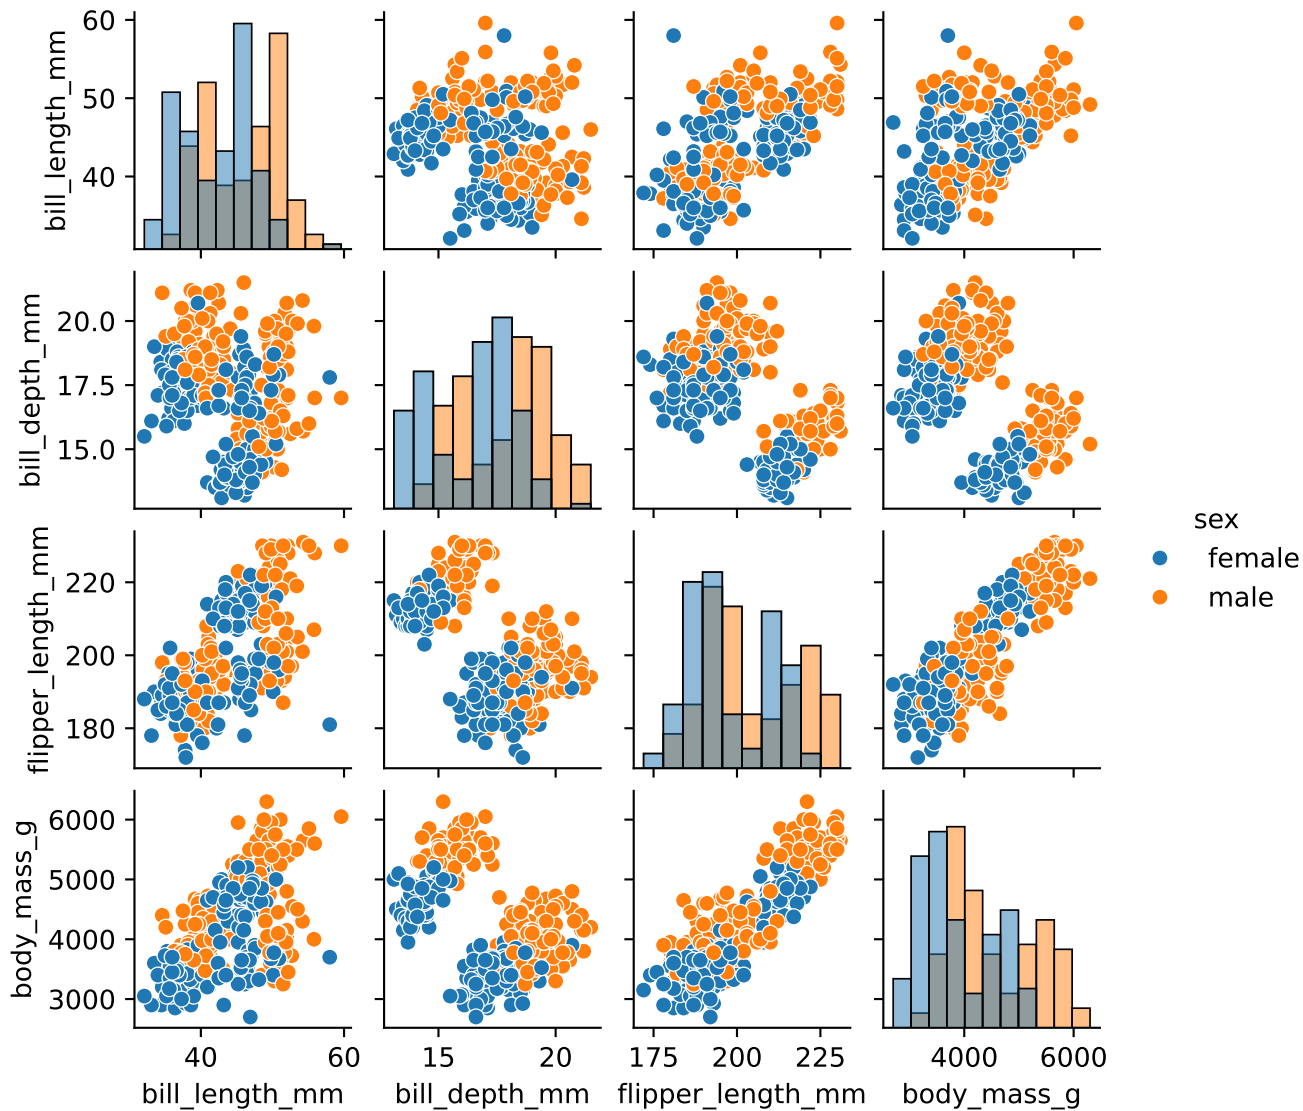 60
50
40
bill_length_mm
20.0
17.5
15.0
bill_depth_mm
220
200
180
flipper_length_mm
6000
5000
4000
3000
body_mass_g
40 60
bill_length_mm
15 20
bill_depth_mm
175 200 225
flipper_length_mm
4000 6000
body_mass_g
sex
female
male